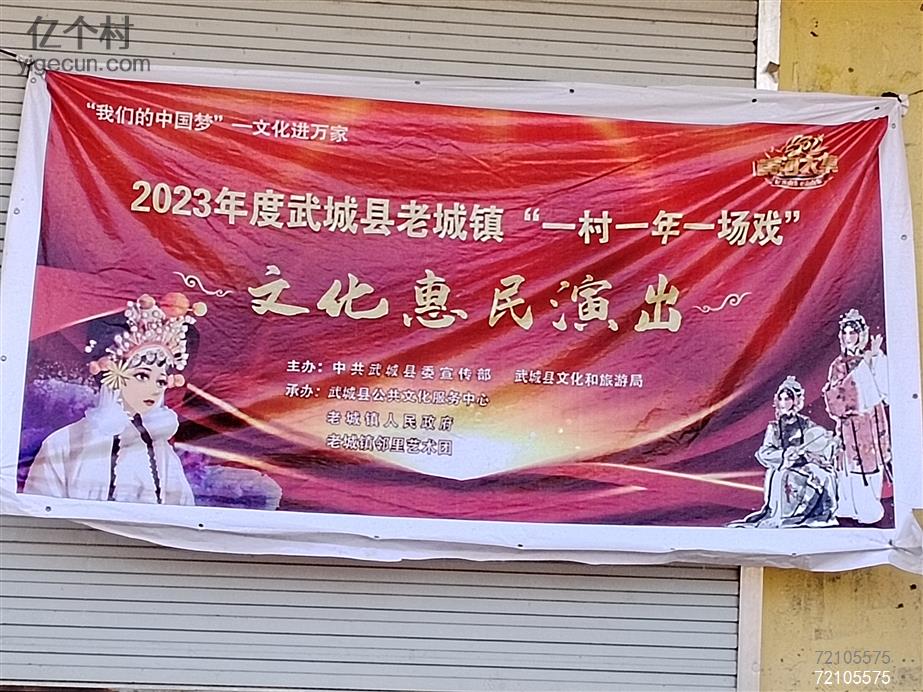 亿个村
yigecun.com
“我们的中国梦”—文化进万家
2023年度武城县老城镇“一村一年一场戏”
文化惠民演出
主办：中共武城县委宣传部 武城县文化和旅游局
承办：武城县公共文化服务中心
老城镇人民政府
老城镇邻里艺术团
72105575
72105575